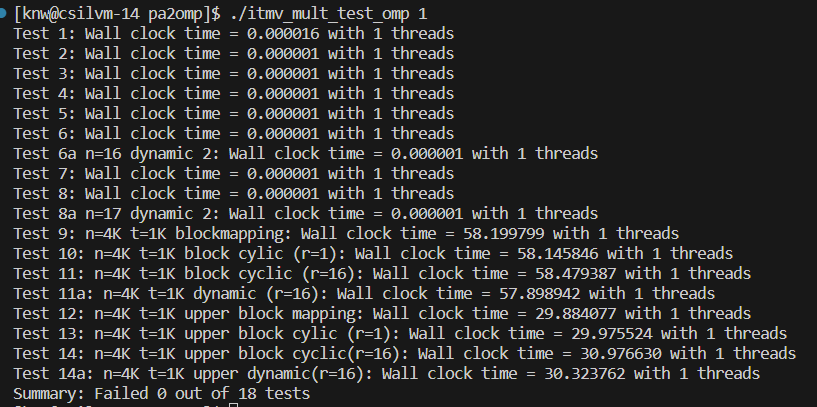 [knw@csilvm-14 pa2omp]$ ./itmv_mult_test_omp 1
Test 1: Wall clock time = 0.000016 with 1 threads
Test 2: Wall clock time = 0.000001 with 1 threads
Test 3: Wall clock time = 0.000001 with 1 threads
Test 4: Wall clock time = 0.000001 with 1 threads
Test 5: Wall clock time = 0.000001 with 1 threads
Test 6: Wall clock time = 0.000001 with 1 threads
Test 6a n=16 dynamic 2: Wall clock time = 0.000001 with 1 threads
Test 7: Wall clock time = 0.000001 with 1 threads
Test 8: Wall clock time = 0.000001 with 1 threads
Test 8a n=17 dynamic 2: Wall clock time = 0.000001 with 1 threads
Test 9: n=4K t=1K blockmapping: Wall clock time = 58.199799 with 1 threads
Test 10: n=4K t=1K block cylic (r=1): Wall clock time = 58.145846 with 1 threads
Test 11: n=4K t=1K block cyclic (r=16): Wall clock time = 58.479387 with 1 threads
Test 11a: n=4K t=1K dynamic (r=16): Wall clock time = 57.898942 with 1 threads
Test 12: n=4K t=1K upper block mapping: Wall clock time = 29.884077 with 1 threads
Test 13: n=4K t=1K upper block cylic (r=1): Wall clock time = 29.975524 with 1 threads
Test 14: n=4K t=1K upper block cyclic(r=16): Wall clock time = 30.976630 with 1 threads
Test 14a: n=4K t=1K upper dynamic(r=16): Wall clock time = 30.323762 with 1 threads
Summary: Failed 0 out of 18 tests